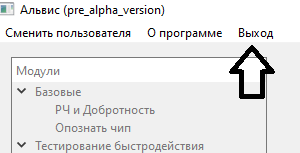 Альвис (pre_alpha_version)
Сменить пользователя О программе Выход
Модули
Базовые
РЧ и Добротность
Опознать чип
Тестирование быстродействия